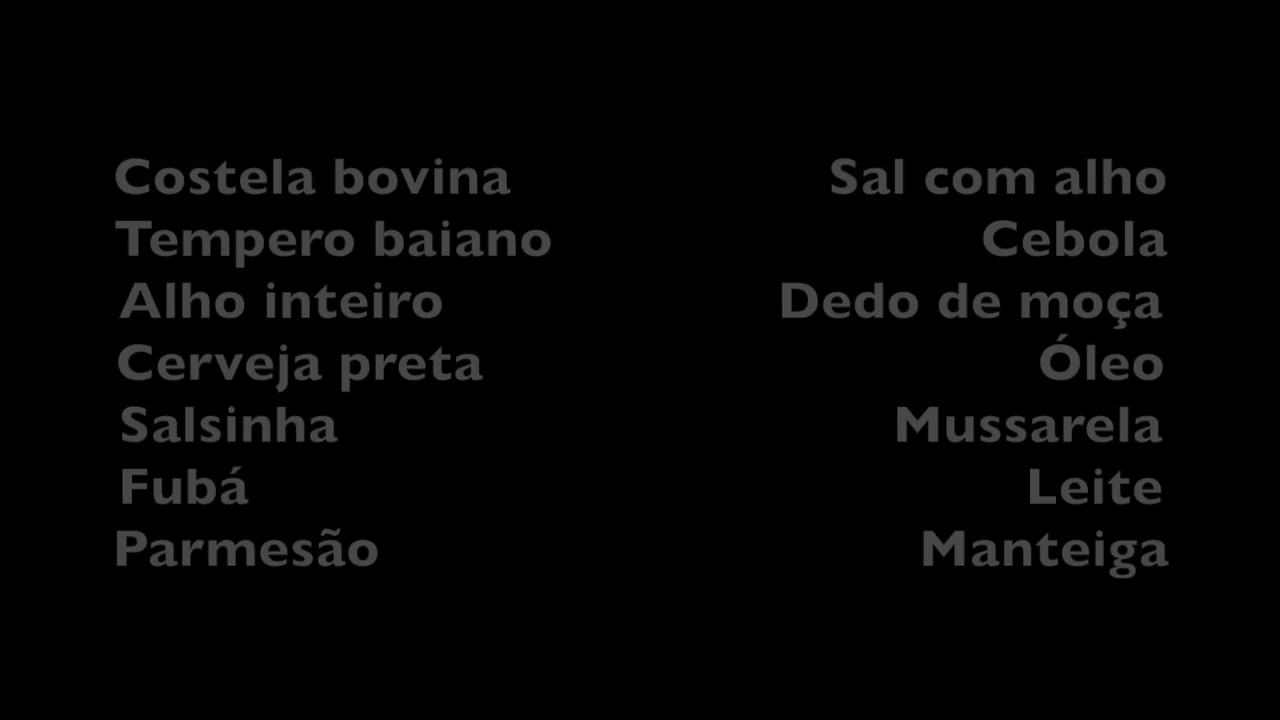 Costela bovina
Tempero baiano
Alho inteiro
Cerveja preta
Salsinha
Fubá
Parmesão
Sal com alho
Cebola
Dedo de moça
Óleo
Mussarela
Leite
Manteiga